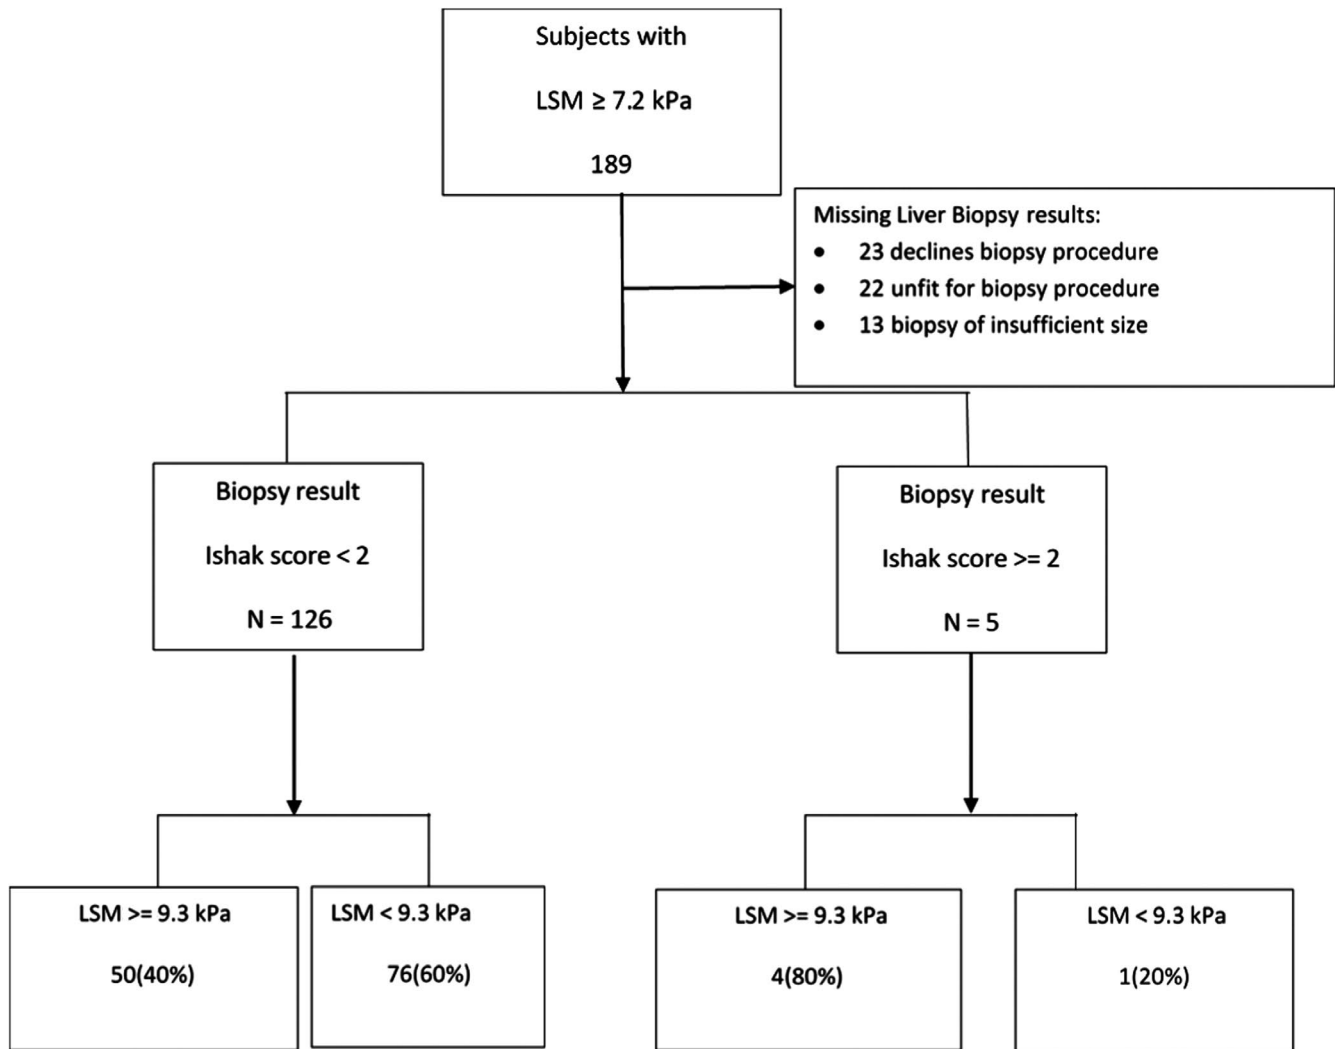 Subjects with
LSM ≥ 7.2 kPa
189
Missing Liver Biopsy results:
• 23 declines biopsy procedure
• 22 unfit for biopsy procedure
• 13 biopsy of insufficient size
Biopsy result
Ishak score < 2
N = 126
Biopsy result
Ishak score >= 2
N = 5
LSM >= 9.3 kPa
50(40%)
LSM < 9.3 kPa
76(60%)
LSM >= 9.3 kPa
4(80%)
LSM < 9.3 kPa
1(20%)